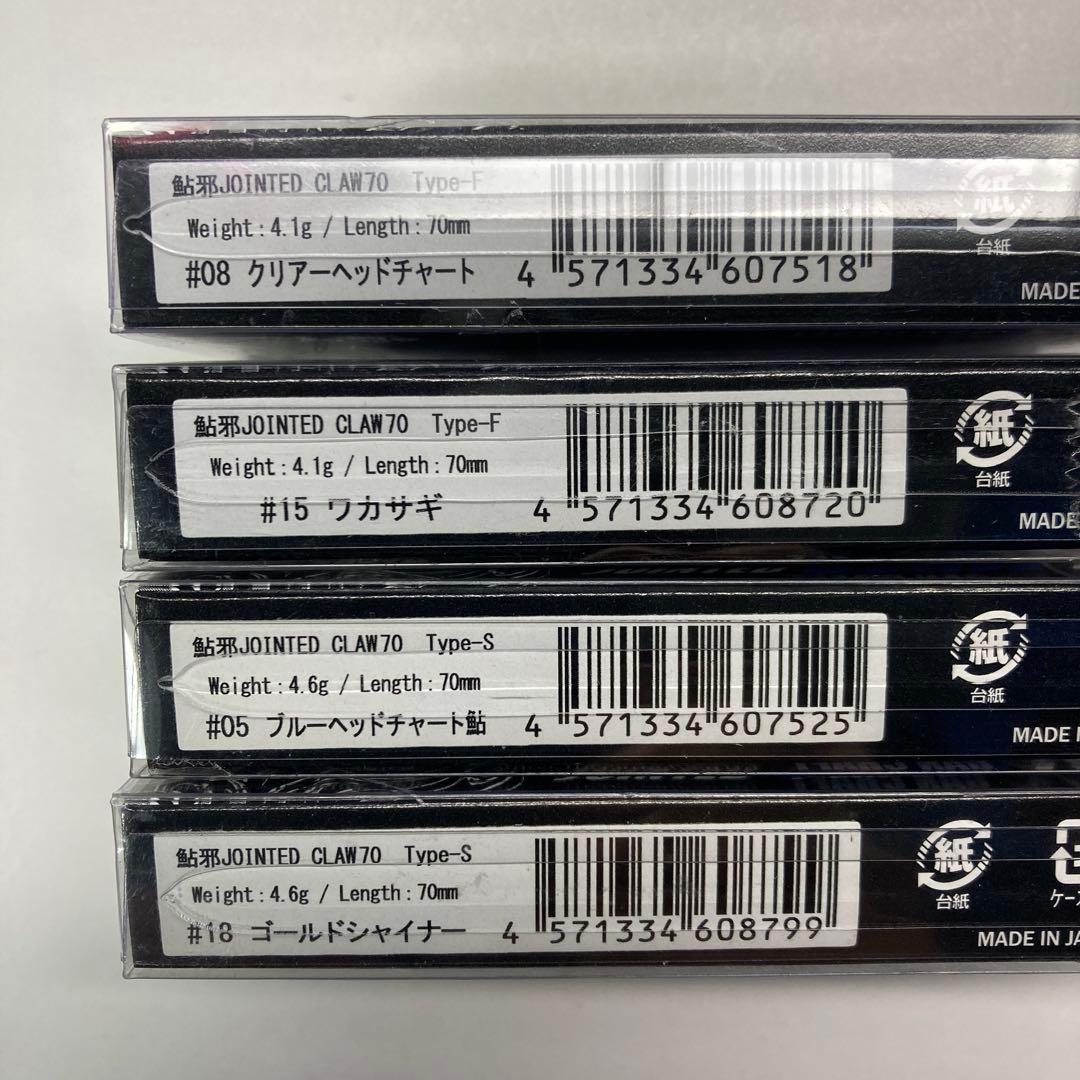 鮎邪JOINTED CLAW70 Type-F
Weight:4.1g / Length:70mm
#08 クリアーヘッドチャート
4 571334 607518
紙
台紙
MADE
鮎邪JOINTED CLAW70 Type-F
Weight:4.1g / Length:70mm
#15 ワカサギ
4 571334 608720
紙
台紙
MADE
鮎邪JOINTED CLAW70 Type-S
Weight:4.6g / Length:70mm
#05 ブルーヘッドチャート鮎
4 571334 607525
紙
台紙
MADE
鮎邪JOINTED CLAW70 Type-S
Weight:4.6g / Length:70mm
#18 ゴールドシャイナー
4 571334 608799
紙
台紙
ケース
MADE IN JA